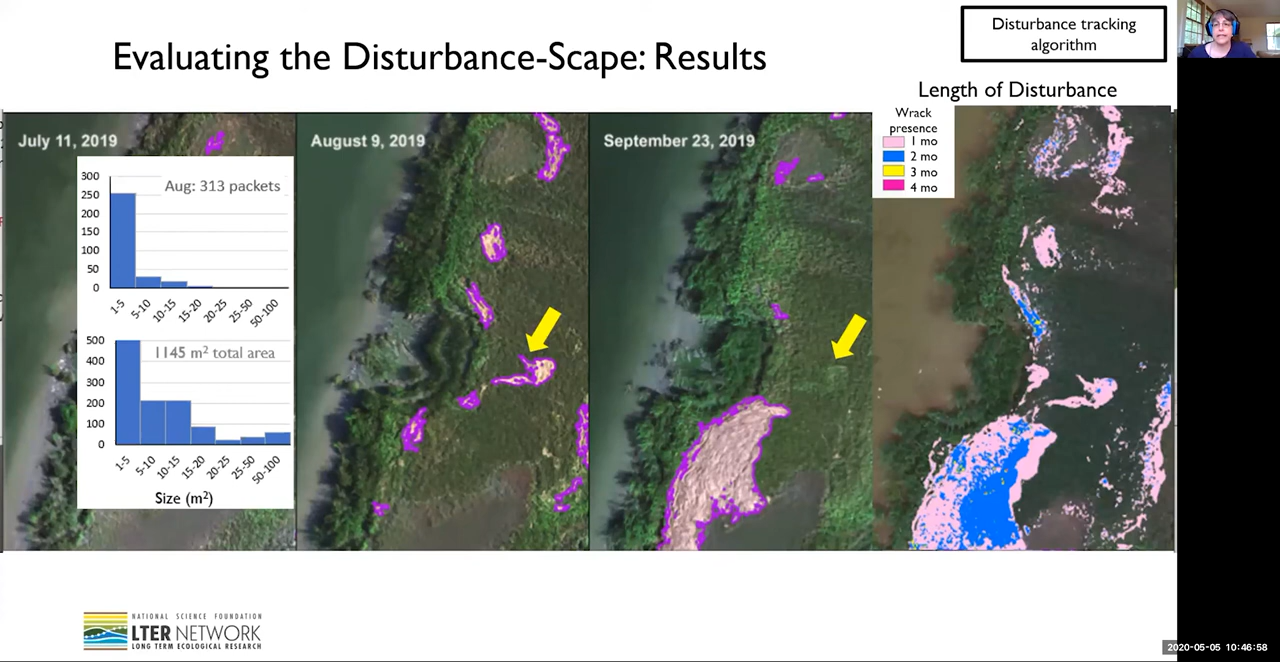 Disturbance tracking
algorithm
Evaluating the Disturbance-Scape: Results
Length of Disturbance
July 11, 2019
August 9, 2019
September 23, 2019
Wrack
presence
1 mo
2 mo
3 mo
4 mo
Aug: 313 packets
300
250
200
150
100
50
0
1-5
5-10
10-15
15-20
20-25
25-50
50-100
1145 m² total area
500
400
300
200
100
0
1-5
5-10
10-15
15-20
20-25
25-50
50-100
Size (m²)
NATIONAL SCIENCE FOUNDATION
LTER NETWORK
LONG TERM ECOLOGICAL RESEARCH
2020-05-05 10:46:58